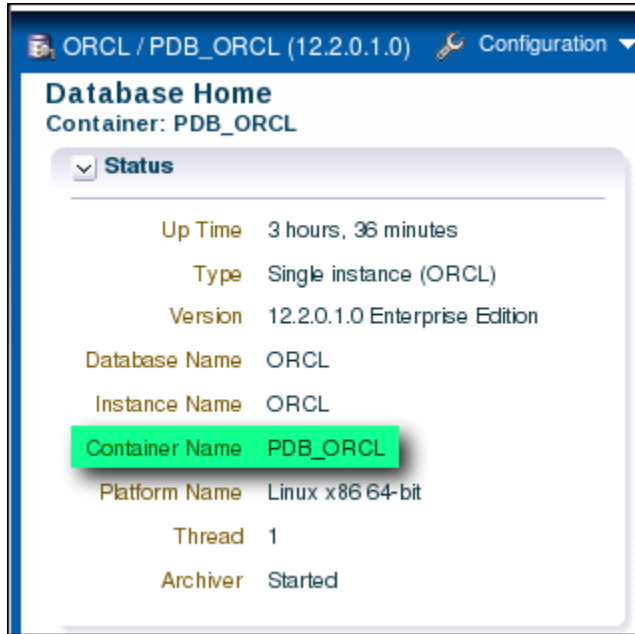 ORCL / PDB_ORCL (12.2.0.1.0) Configuration
Database Home
Container: PDB_ORCL
Status
Up Time 3 hours, 36 minutes
Type Single instance (ORCL)
Version 12.2.0.1.0 Enterprise Edition
Database Name ORCL
Instance Name ORCL
Container Name PDB_ORCL
Platform Name Linux x86 64-bit
Thread 1
Archiver Started